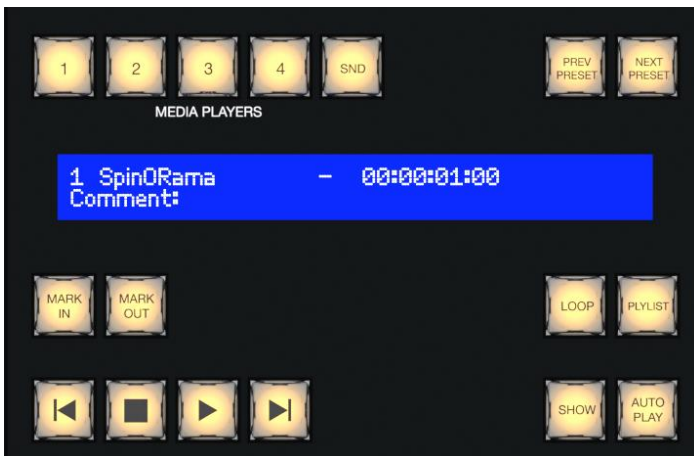 1 2 3 4 SND PREV PRESET NEXT PRESET
MEDIA PLAYERS
1 SpinORama - 00:00:01:00
Comment:
MARK IN MARK OUT LOOP PLYLIST
SHOW AUTO PLAY